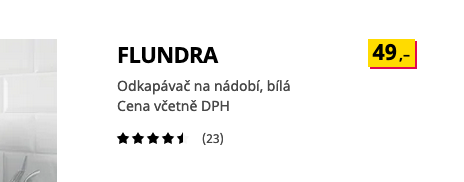 FLUNDRA
49,–
Odkapávač na nádobí, bílá
Cena včetně DPH
(23)